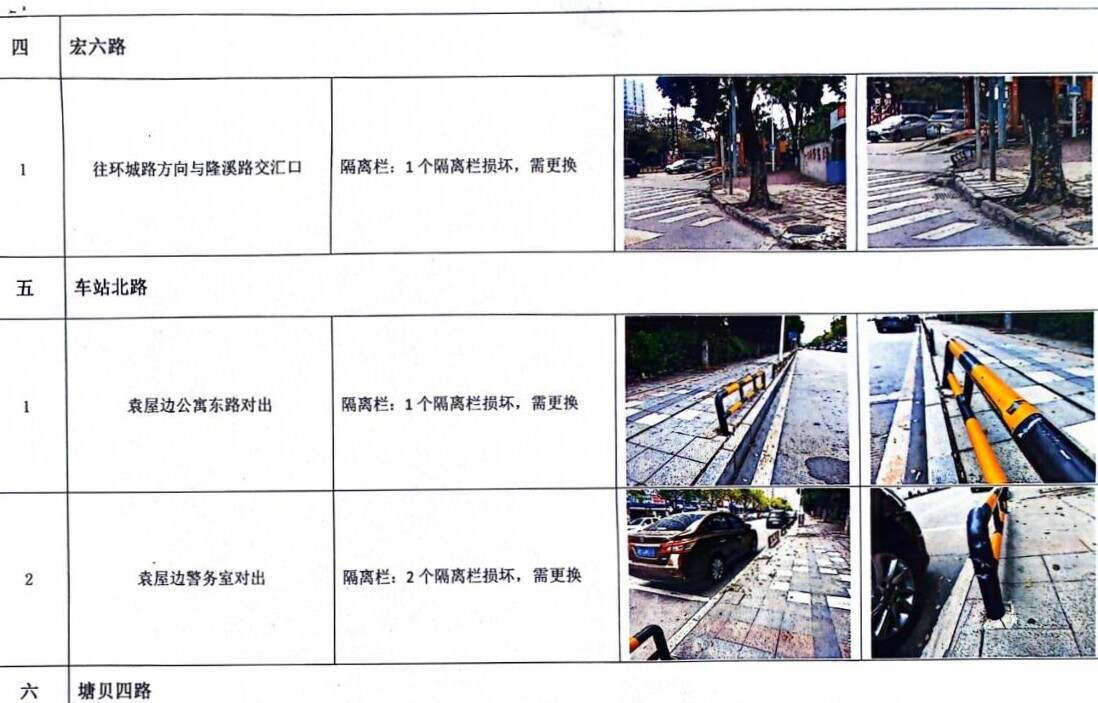 四 宏六路
1 往环城路方向与隆溪路交汇口 隔离栏：1个隔离栏损坏，需更换
五 车站北路
1 袁屋边公寓东路对出 隔离栏：1个隔离栏损坏，需更换
2 袁屋边警务室对出 隔离栏：2个隔离栏损坏，需更换
六 塘贝四路